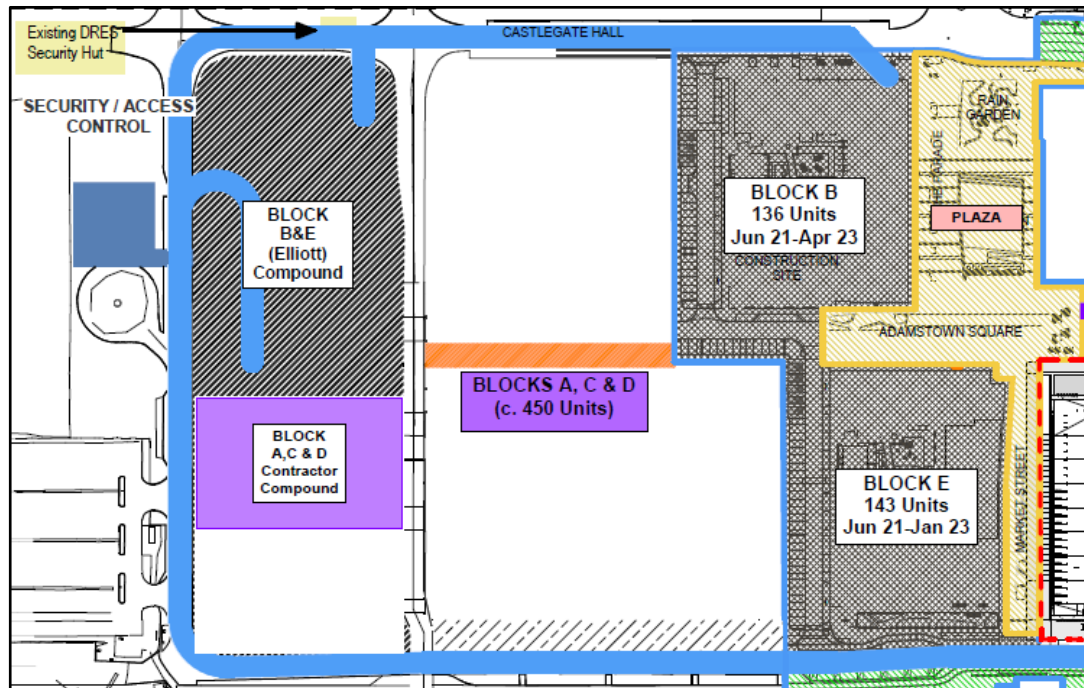 Existing DRES
Security Hut
CASTLEGATE HALL
SECURITY / ACCESS
CONTROL
BLOCK
B&E
(Elliott)
Compound
BLOCK B
136 Units
Jun 21-Apr 23
CONSTRUCTION
SITE
RAIN
GARDEN
THE PARADE
PLAZA
ADAMSTOWN SQUARE
BLOCKS A, C & D
(c. 450 Units)
BLOCK
A,C & D
Contractor
Compound
BLOCK E
143 Units
Jun 21-Jan 23
MARKET STREET